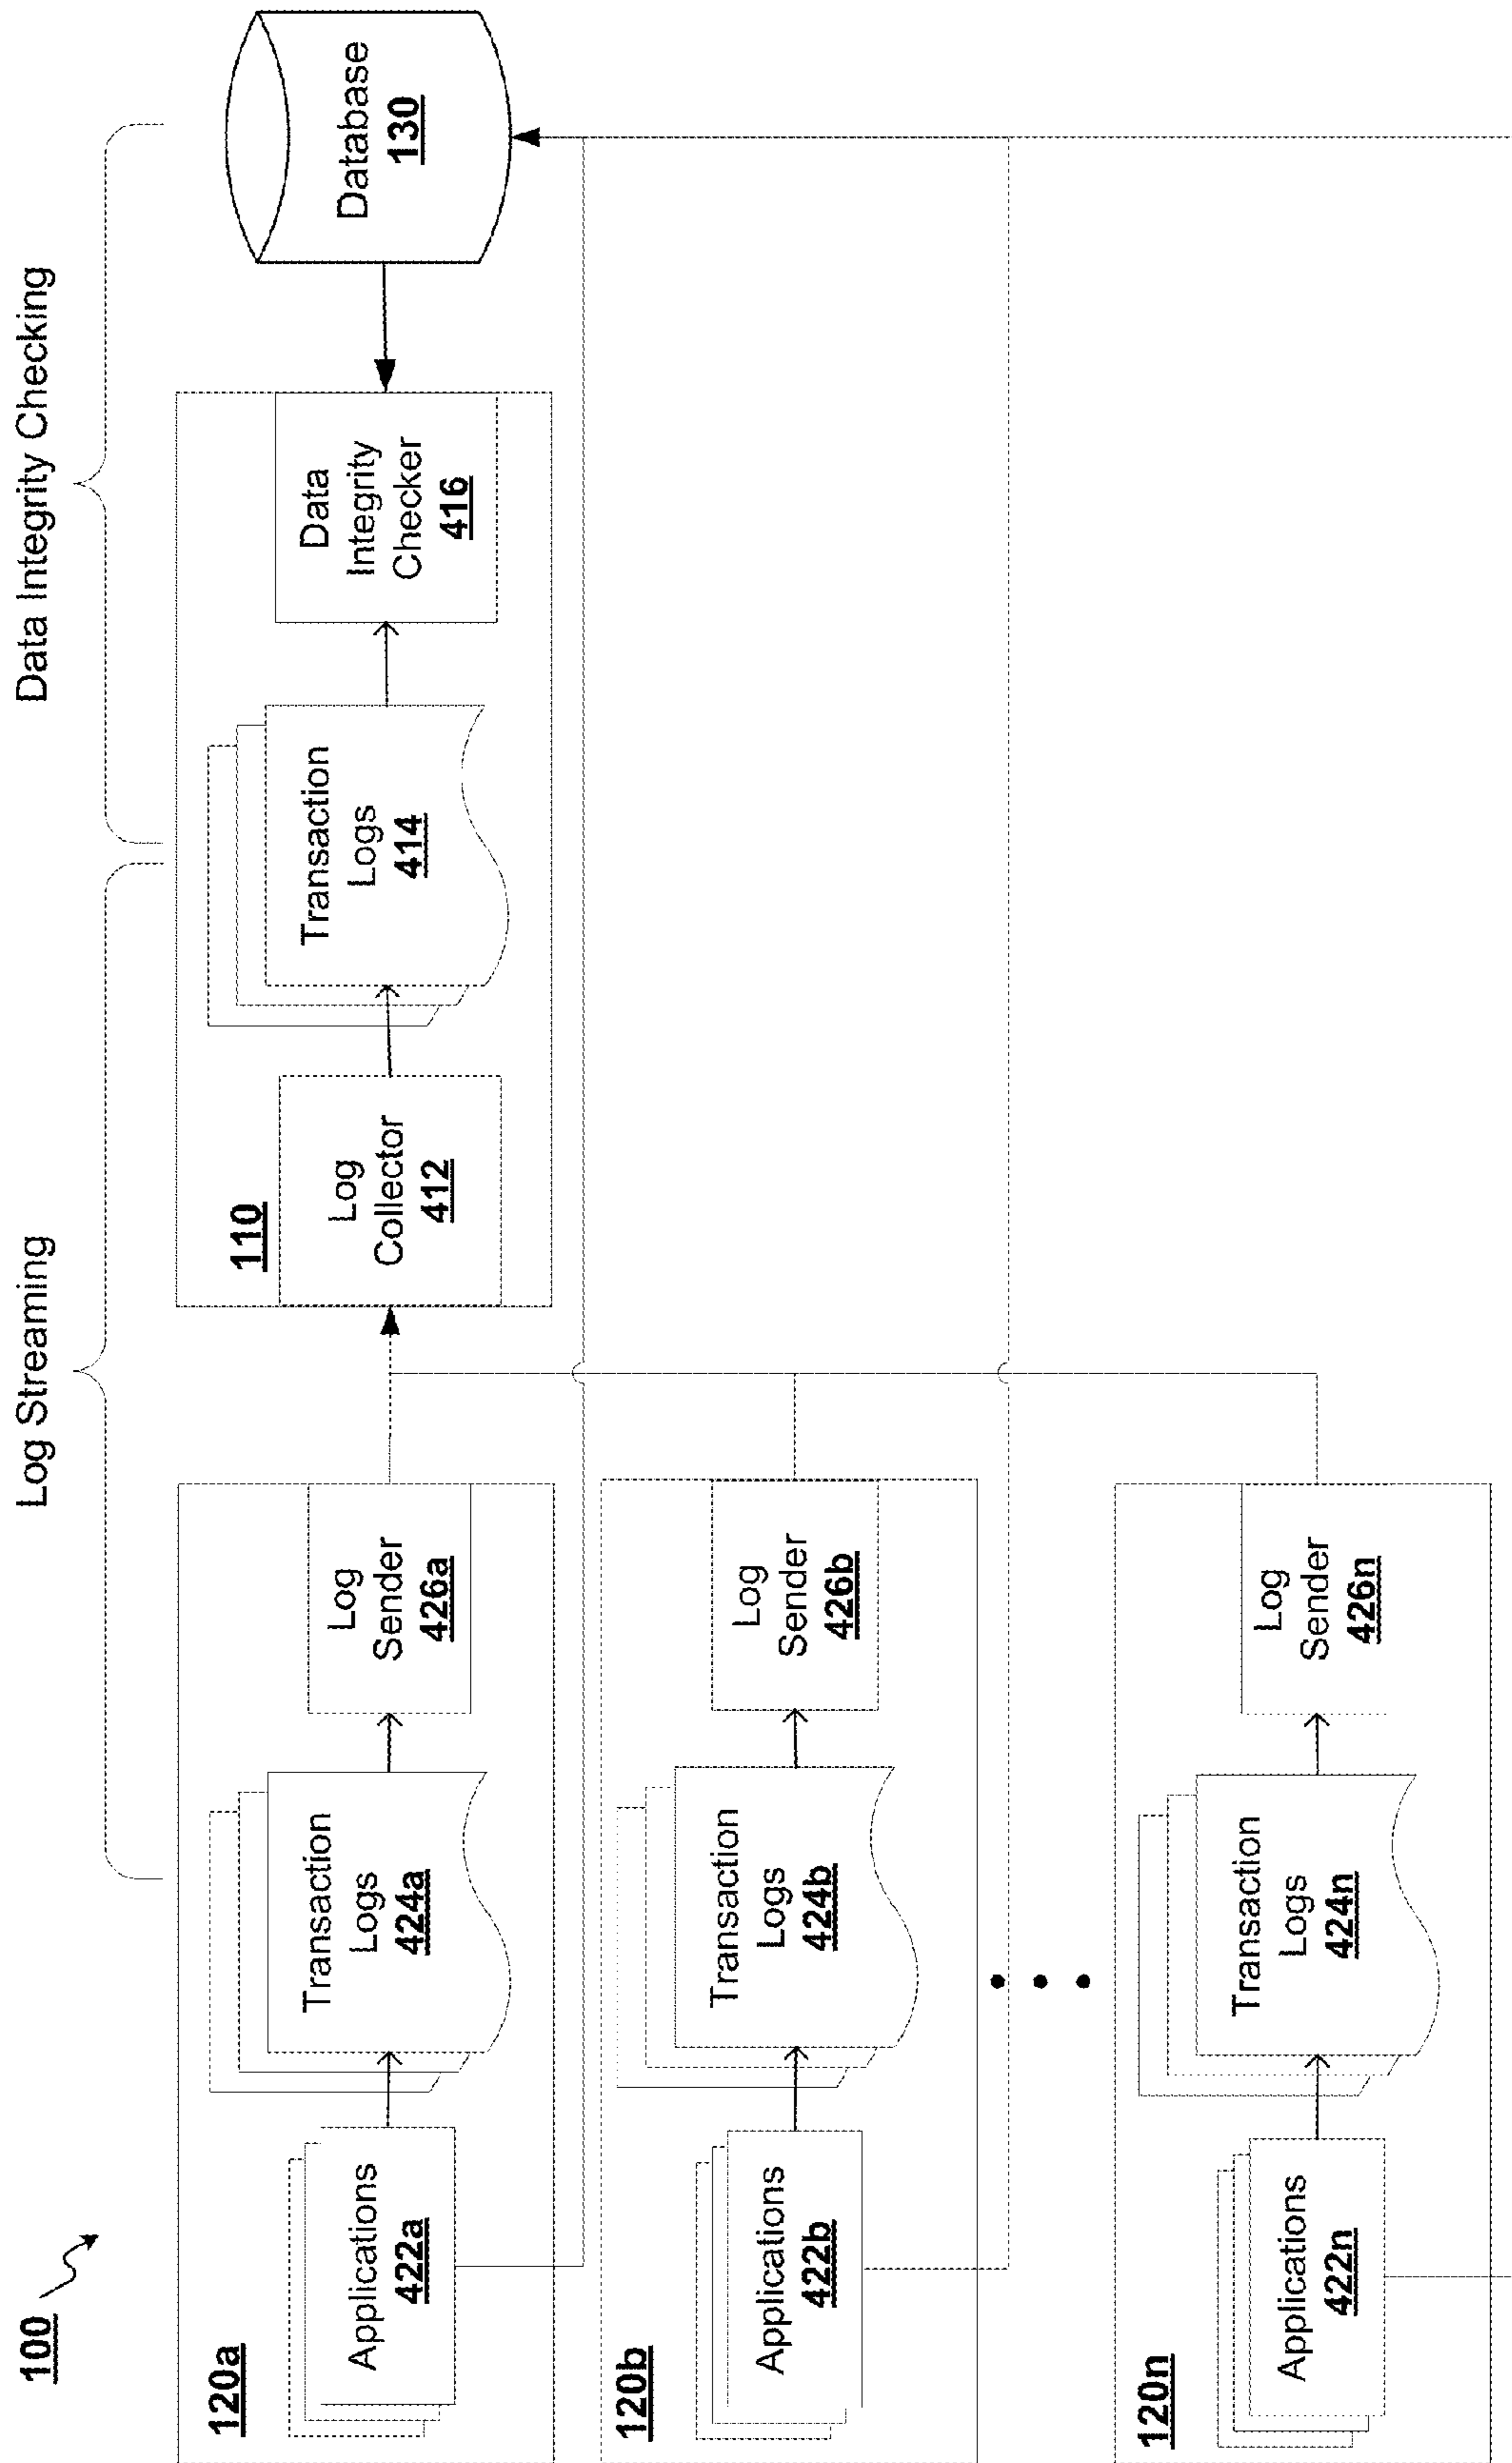 100
Log Streaming
Data Integrity Checking
120a
Applications
422a
Transaction
Logs
424a
Log
Sender
426a
110
Log
Collector
412
Transaction
Logs
414
Data
Integrity
Checker
416
Database
130
120b
Applications
422b
Transaction
Logs
424b
Log
Sender
426b
120n
Applications
422n
Transaction
Logs
424n
Log
Sender
426n